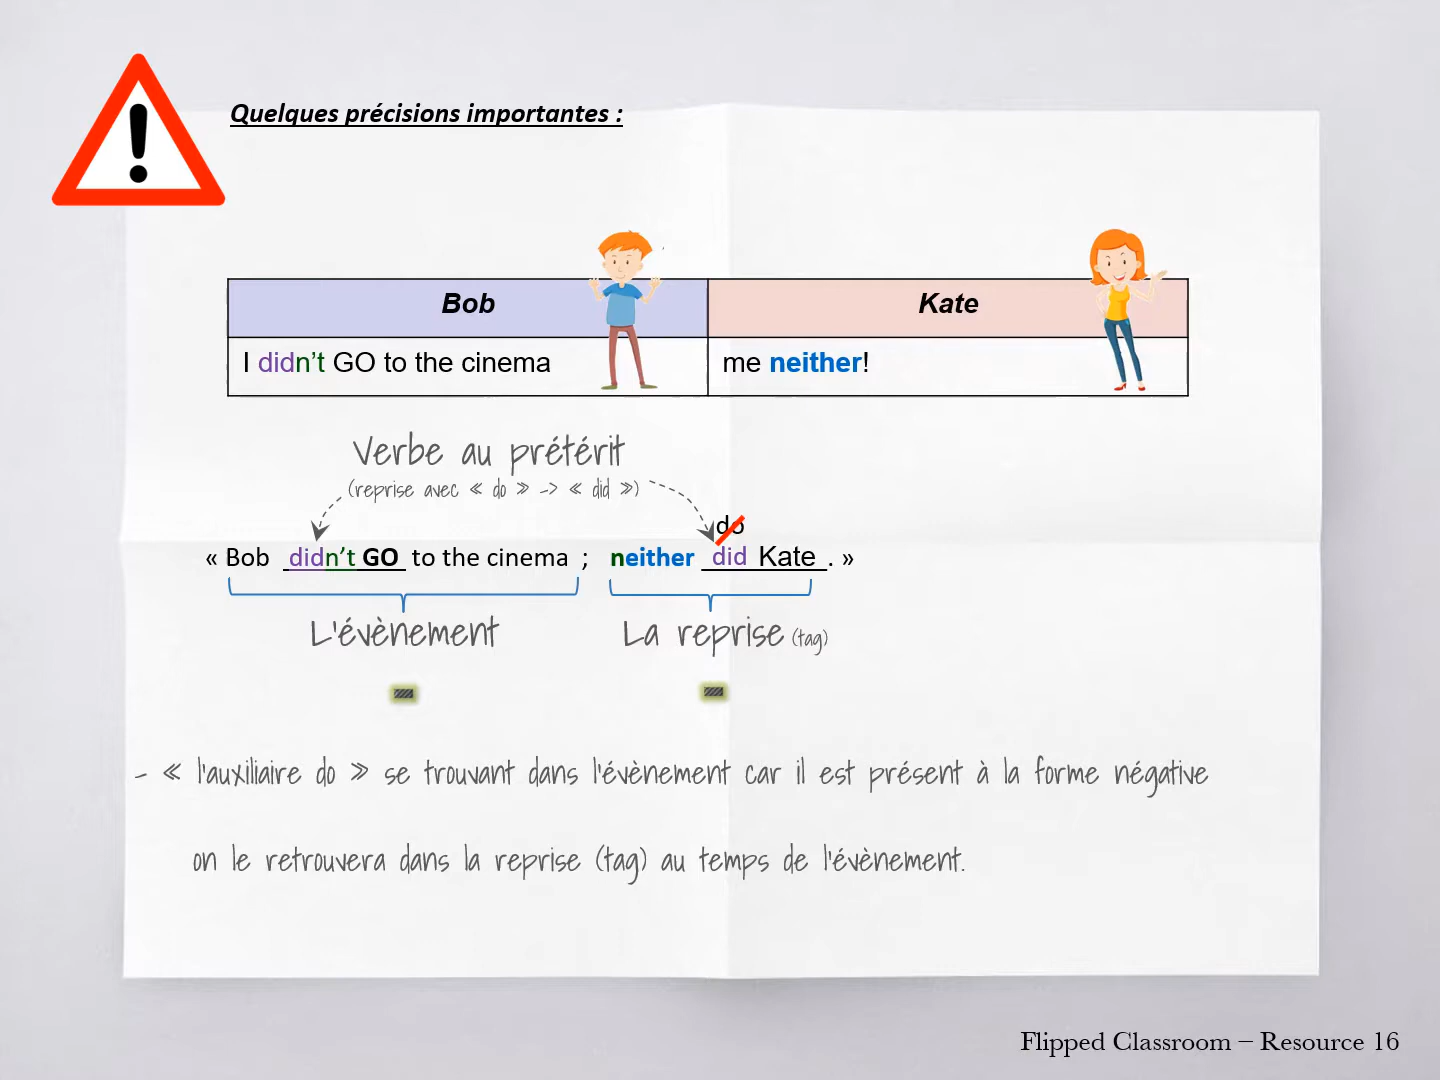 Quelques précisions importantes :
Bob
Kate
I didn't GO to the cinema
me neither!
Verbe au prétérit
(reprise avec « do » -> « did »)
do
« Bob didn't GO to the cinema ; neither did Kate . »
L'évènement
La reprise (tag)
- « l'auxiliaire do » se trouvant dans l'évènement car il est présent à la forme négative
on le retrouvera dans la reprise (tag) au temps de l'évènement.
Flipped Classroom – Resource 16